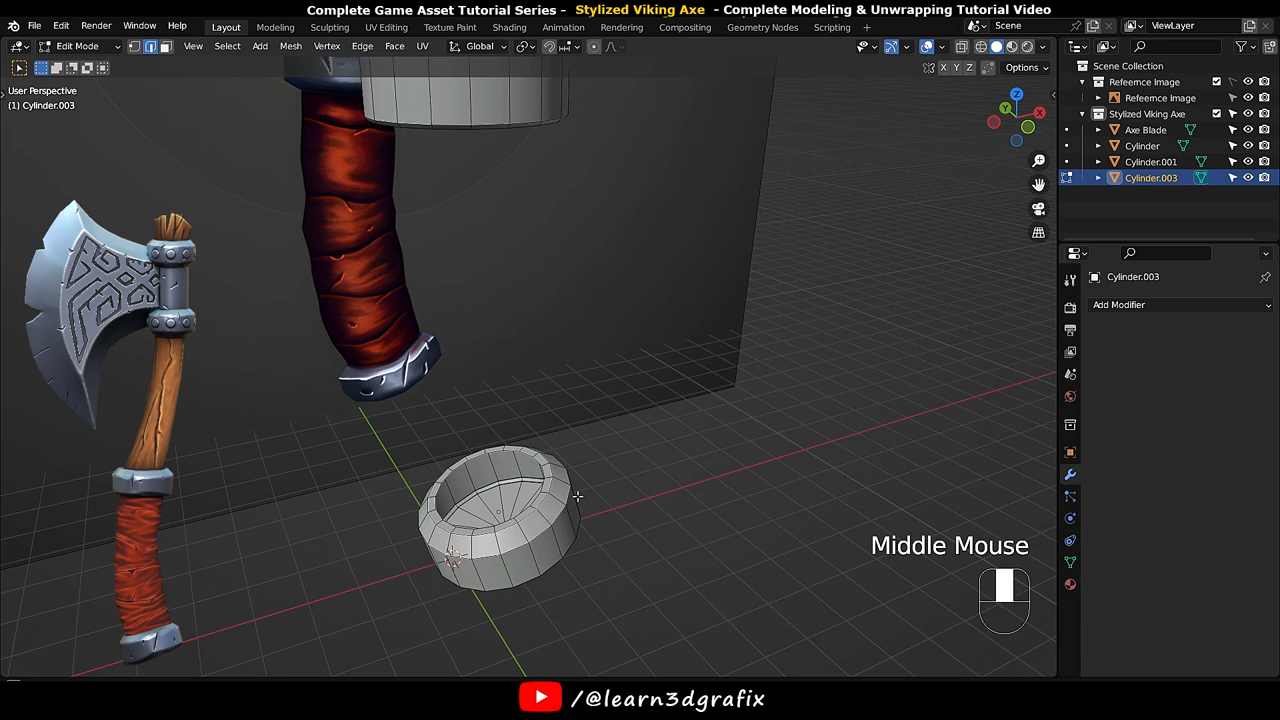 Complete Game Asset Tutorial Series - Stylized Viking Axe - Complete Modeling & Unwrapping Tutorial Video
File Edit Render Window Help Layout Modeling Sculpting UV Editing Texture Paint Shading Animation Rendering Compositing Geometry Nodes Scripting Scene ViewLayer
Edit Mode View Select Add Mesh Vertex Edge Face UV Global
X Y Z Options
User Perspective
(1) Cylinder.003
Z
Y
X
Scene Collection
Refeemce Image
Refeemce Image
Stylized Viking Axe
Axe Blade
Cylinder
Cylinder.001
Cylinder.003
Cylinder.003
Add Modifier
Middle Mouse
/@learn3dgrafix